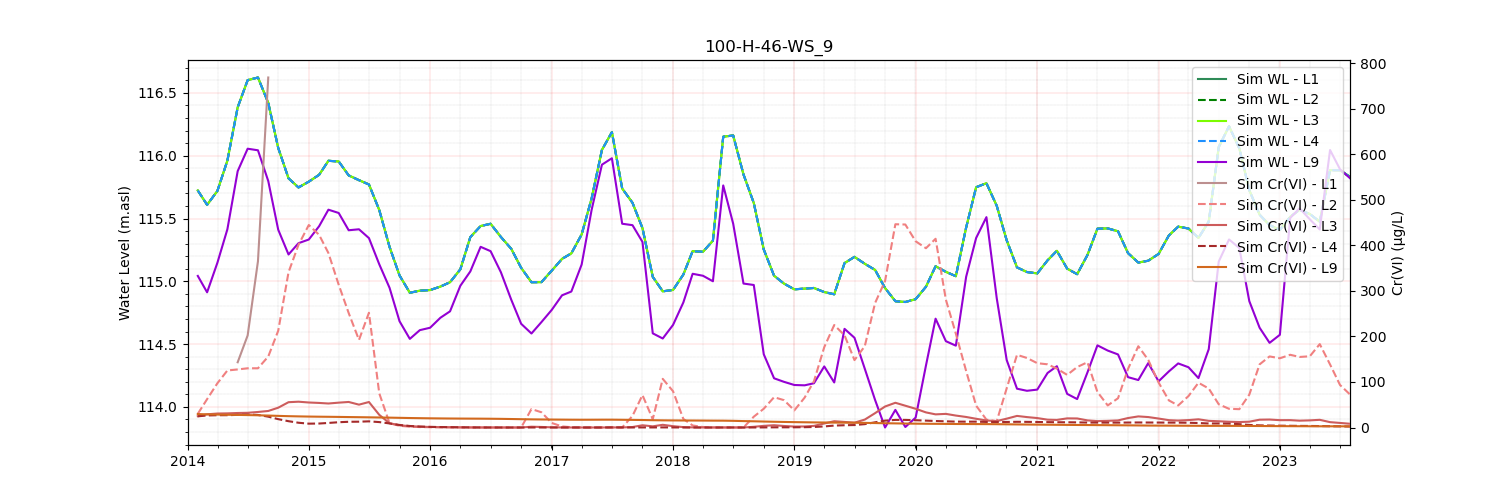 100-H-46-WS_9
Water Level (m.asl)
116.5
116.0
115.5
115.0
114.5
114.0
2014
2015
2016
2017
2018
2019
2020
2021
2022
2023
800
700
600
500
400
300
200
100
0
Cr(VI) (µg/L)
Sim WL - L1
Sim WL - L2
Sim WL - L3
Sim WL - L4
Sim WL - L9
Sim Cr(VI) - L1
Sim Cr(VI) - L2
Sim Cr(VI) - L3
Sim Cr(VI) - L4
Sim Cr(VI) - L9